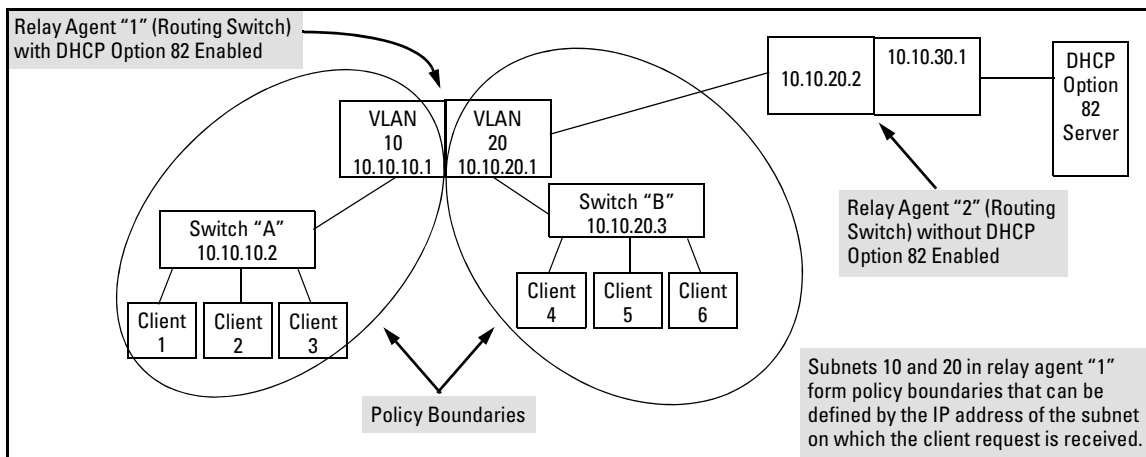 Relay Agent “1” (Routing Switch)
with DHCP Option 82 Enabled
VLAN
10
10.10.10.1
VLAN
20
10.10.20.1
10.10.20.2
10.10.30.1
DHCP
Option
82
Server
Switch “A”
10.10.10.2
Switch “B”
10.10.20.3
Relay Agent “2” (Routing
Switch) without DHCP
Option 82 Enabled
Client
1
Client
2
Client
3
Client
4
Client
5
Client
6
Policy Boundaries
Subnets 10 and 20 in relay agent “1”
form policy boundaries that can be
defined by the IP address of the subnet
on which the client request is received.